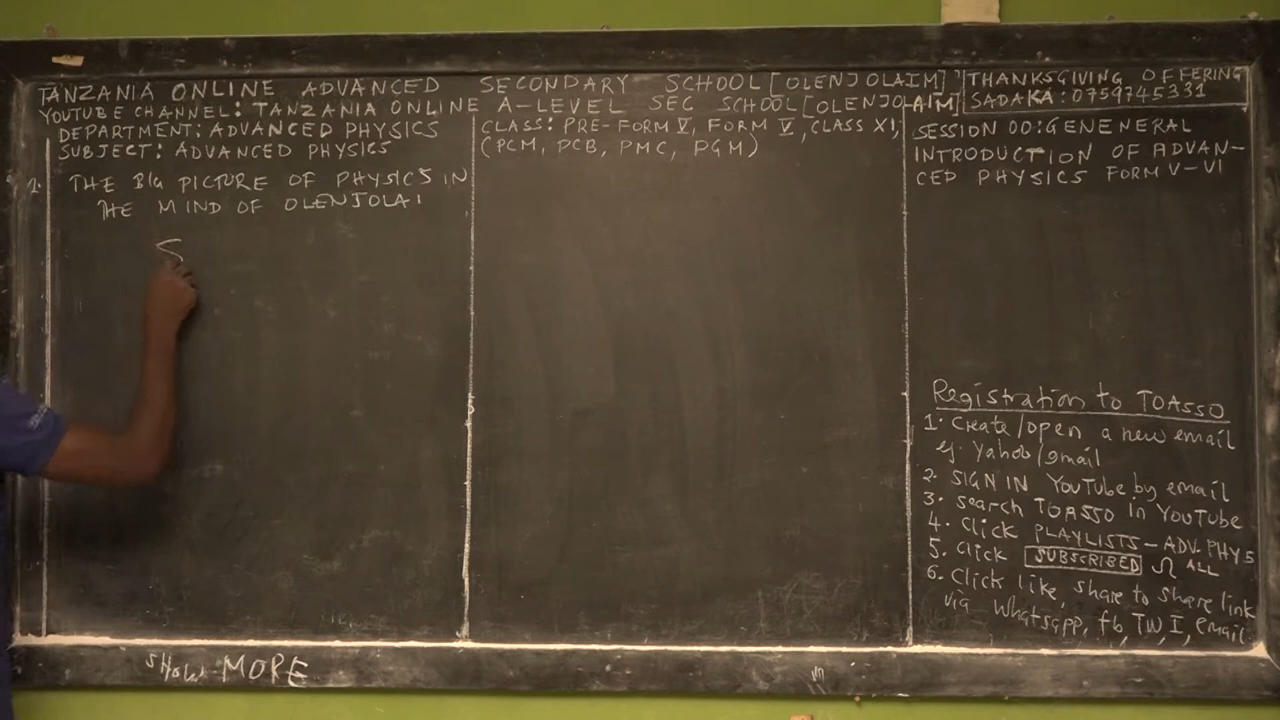 TANZANIA ONLINE ADVANCED SECONDARY SCHOOL [OLENJOLAIM]
YOUTUBE CHANNEL: TANZANIA ONLINE A-LEVEL SEC SCHOOL [OLENJOLAIM]
THANKSGIVING OFFERING
SADAKA: 0759745331
DEPARTMENT: ADVANCED PHYSICS
SUBJECT: ADVANCED PHYSICS
1. THE BIG PICTURE OF PHYSICS IN
THE MIND OF OLENJOLAI
S
CLASS: PRE-FORM V, FORM V, CLASS XI,
(PCM, PCB, PMC, PGM)
SESSION 00: GENENERAL
INTRODUCTION OF ADVAN-
CED PHYSICS FORM V-VI
Registration to TOASSO
1. Create/open a new email
eg Yahoo/gmail
2. SIGN IN YouTube by email
3. Search TOASSO in YouTube
4. Click PLAYLISTS - ADV. PHYS
5. Click SUBSCRIBED ALL
6. Click like, share to share link
via Whatsapp, fb, TW, I, email
SHOW MORE